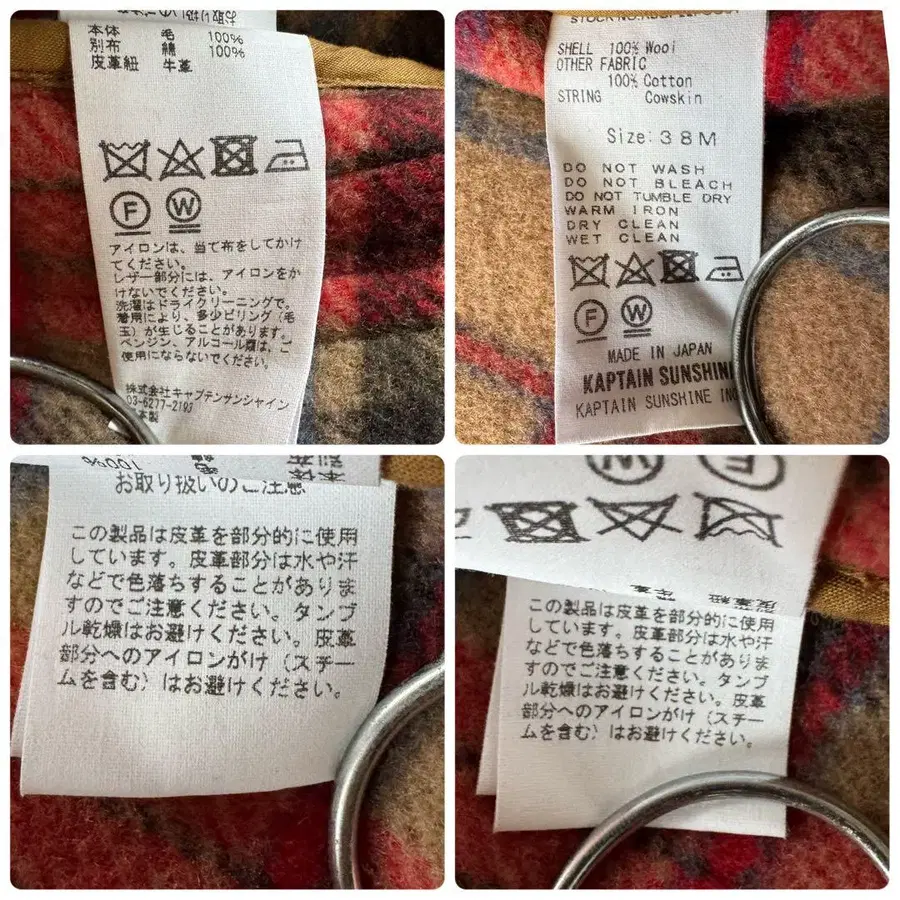 本体 毛 100%
別布 綿 100%
皮革紐 牛革
F W
アイロンは、当て布をしてかけ
てください。
レザー部分には、アイロンをか
けないでください。
洗濯はドライクリーニングで。
着用により、多少ピリング(毛
玉)が生じることがあります。
ベンジン、アルコール類は、ご
使用にならないでください。
株式会社キャプテンサンシャイン
03-6277-2193
本製
SHELL 100% Wool
OTHER FABRIC
100% Cotton
STRING Cowskin
Size:38M
DO NOT WASH
DO NOT BLEACH
DO NOT TUMBLE DRY
WARM IRON
DRY CLEAN
WET CLEAN
F W
MADE IN JAPAN
KAPTAIN SUNSHIN
KAPTAIN SUNSHINE IN
100%
お取り扱いのご注意
この製品は皮革を部分的に使用
しています。皮革部分は水や汗
などで色落ちすることがありま
すのでご注意ください。タンブ
ル乾燥はお避けください。皮革
部分へのアイロンがけ(スチー
ムを含む)はお避けください。
W F
この製品は皮革を部分的に使用
しています。皮革部分は水や汗
などで色落ちすることがありま
すのでご注意ください。タンブ
ル乾燥はお避けください。皮革
部分へのアイロンがけ(スチー
ムを含む)はお避けください。